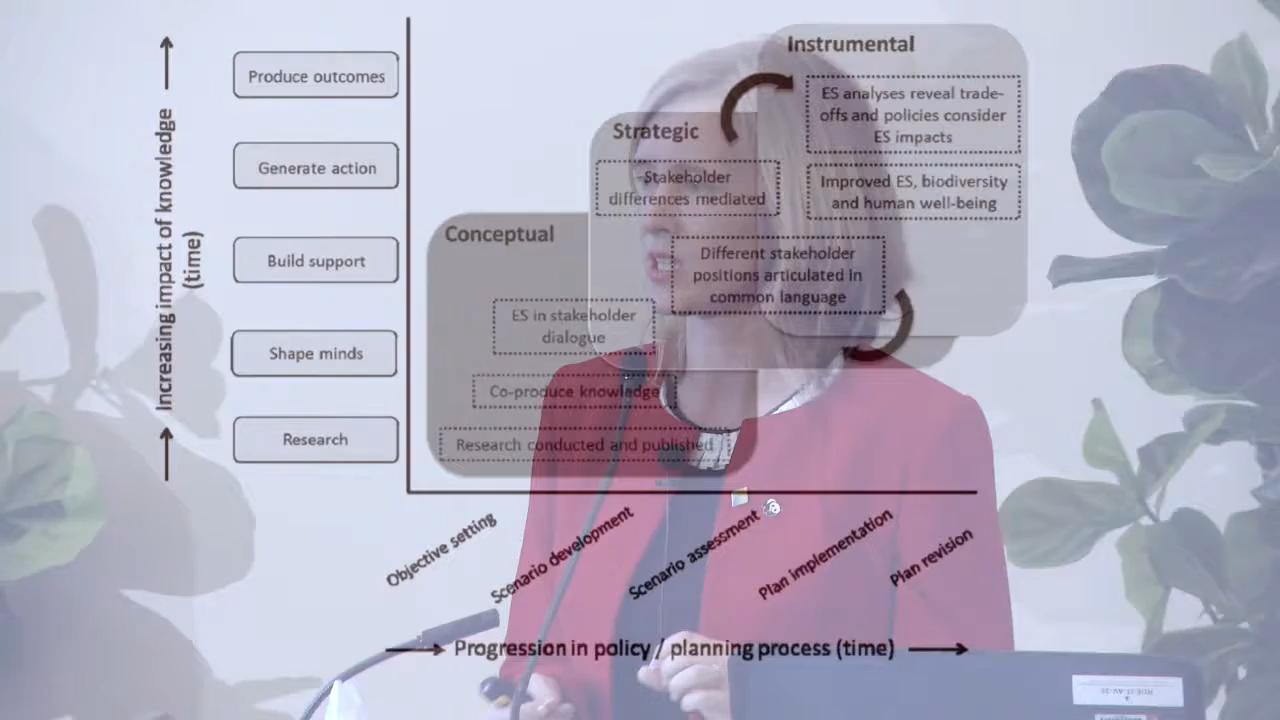 Increasing impact of knowledge
(time)
Produce outcomes
Generate action
Build support
Shape minds
Research
Instrumental
ES analyses reveal trade-
offs and policies consider
ES impacts
Improved ES, biodiversity
and human well-being
Strategic
Stakeholder
differences mediated
Different stakeholder
positions articulated in
common language
Conceptual
ES in stakeholder
dialogue
Co-produce knowledge
Research conducted and published
Objective setting
Scenario development
Scenario assessment
Plan implementation
Plan revision
Progression in policy / planning process (time)